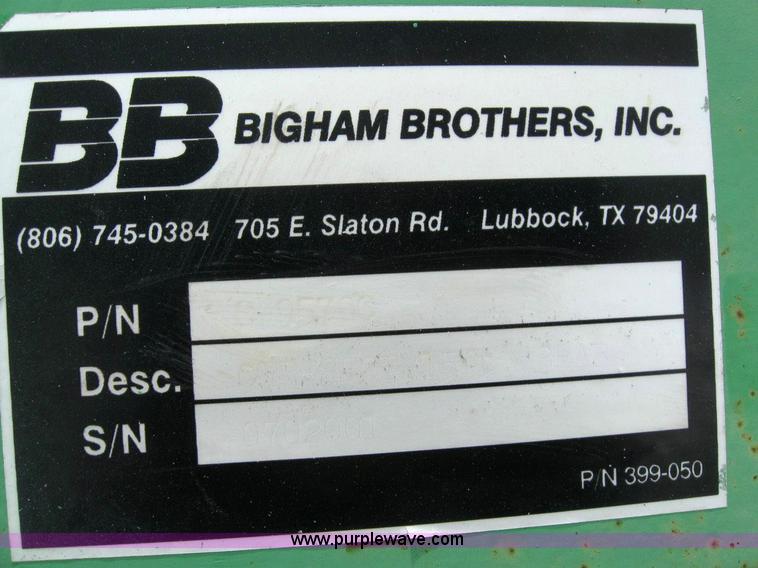 BB BIGHAM BROTHERS, INC.
(806) 745-0384 705 E. Slaton Rd. Lubbock, TX 79404
P/N
Desc.
S/N
P/N 399-050
www.purplewave.com